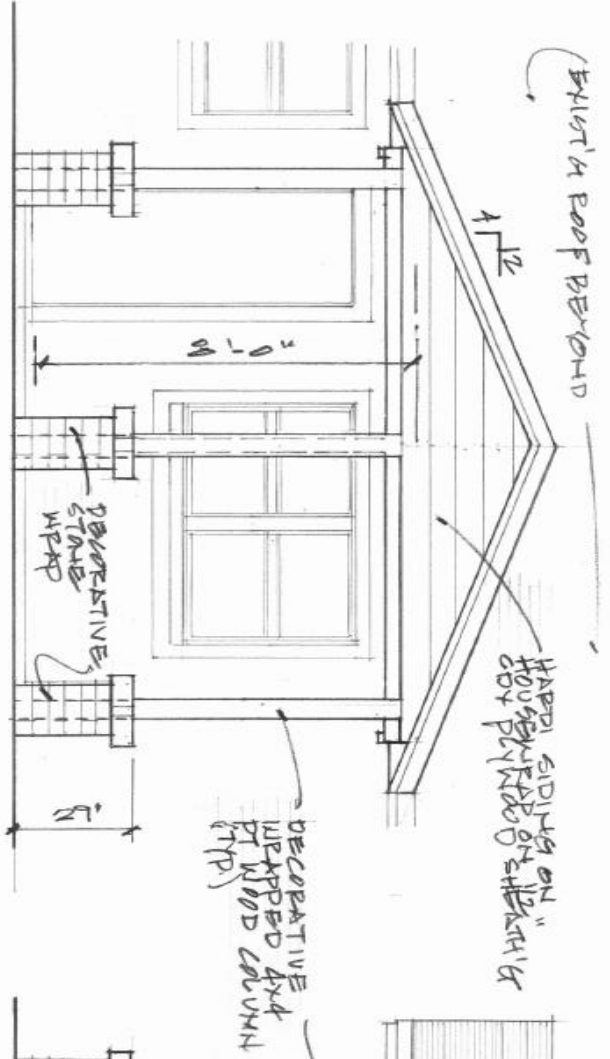 EXIST'G ROOF BEYOND
12
4
HARDI SIDING ON
HOUSEWRAP ON 1/2"
CDX PLYWOOD SHEATH'G
8'-0"
DECORATIVE
WRAPPED 4x4
PT WOOD COLUMN
(TYP.)
DECORATIVE
STONE
WRAP